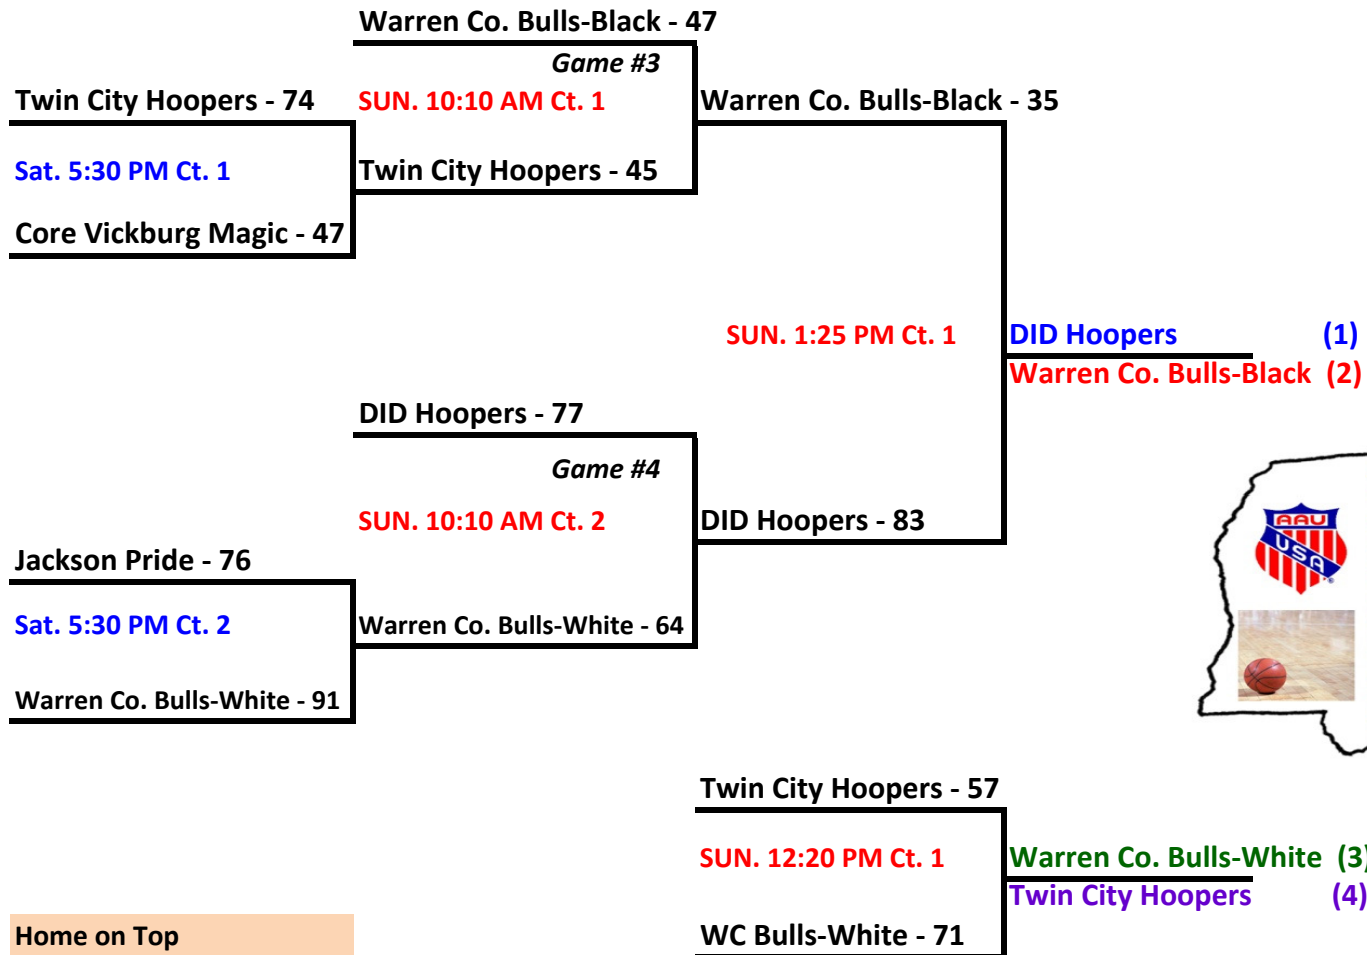 Warren Co. Bulls-Black - 47
Game #3
Twin City Hoopers - 74
SUN. 10:10 AM Ct. 1
Warren Co. Bulls-Black - 35
Sat. 5:30 PM Ct. 1
Twin City Hoopers - 45
Core Vickburg Magic - 47
SUN. 1:25 PM Ct. 1
DID Hoopers (1)
Warren Co. Bulls-Black (2)
DID Hoopers - 77
Game #4
SUN. 10:10 AM Ct. 2
DID Hoopers - 83
AAU
USA
Jackson Pride - 76
Sat. 5:30 PM Ct. 2
Warren Co. Bulls-White - 64
Warren Co. Bulls-White - 91
Twin City Hoopers - 57
SUN. 12:20 PM Ct. 1
Warren Co. Bulls-White (3)
Twin City Hoopers (4)
Home on Top
WC Bulls-White - 71